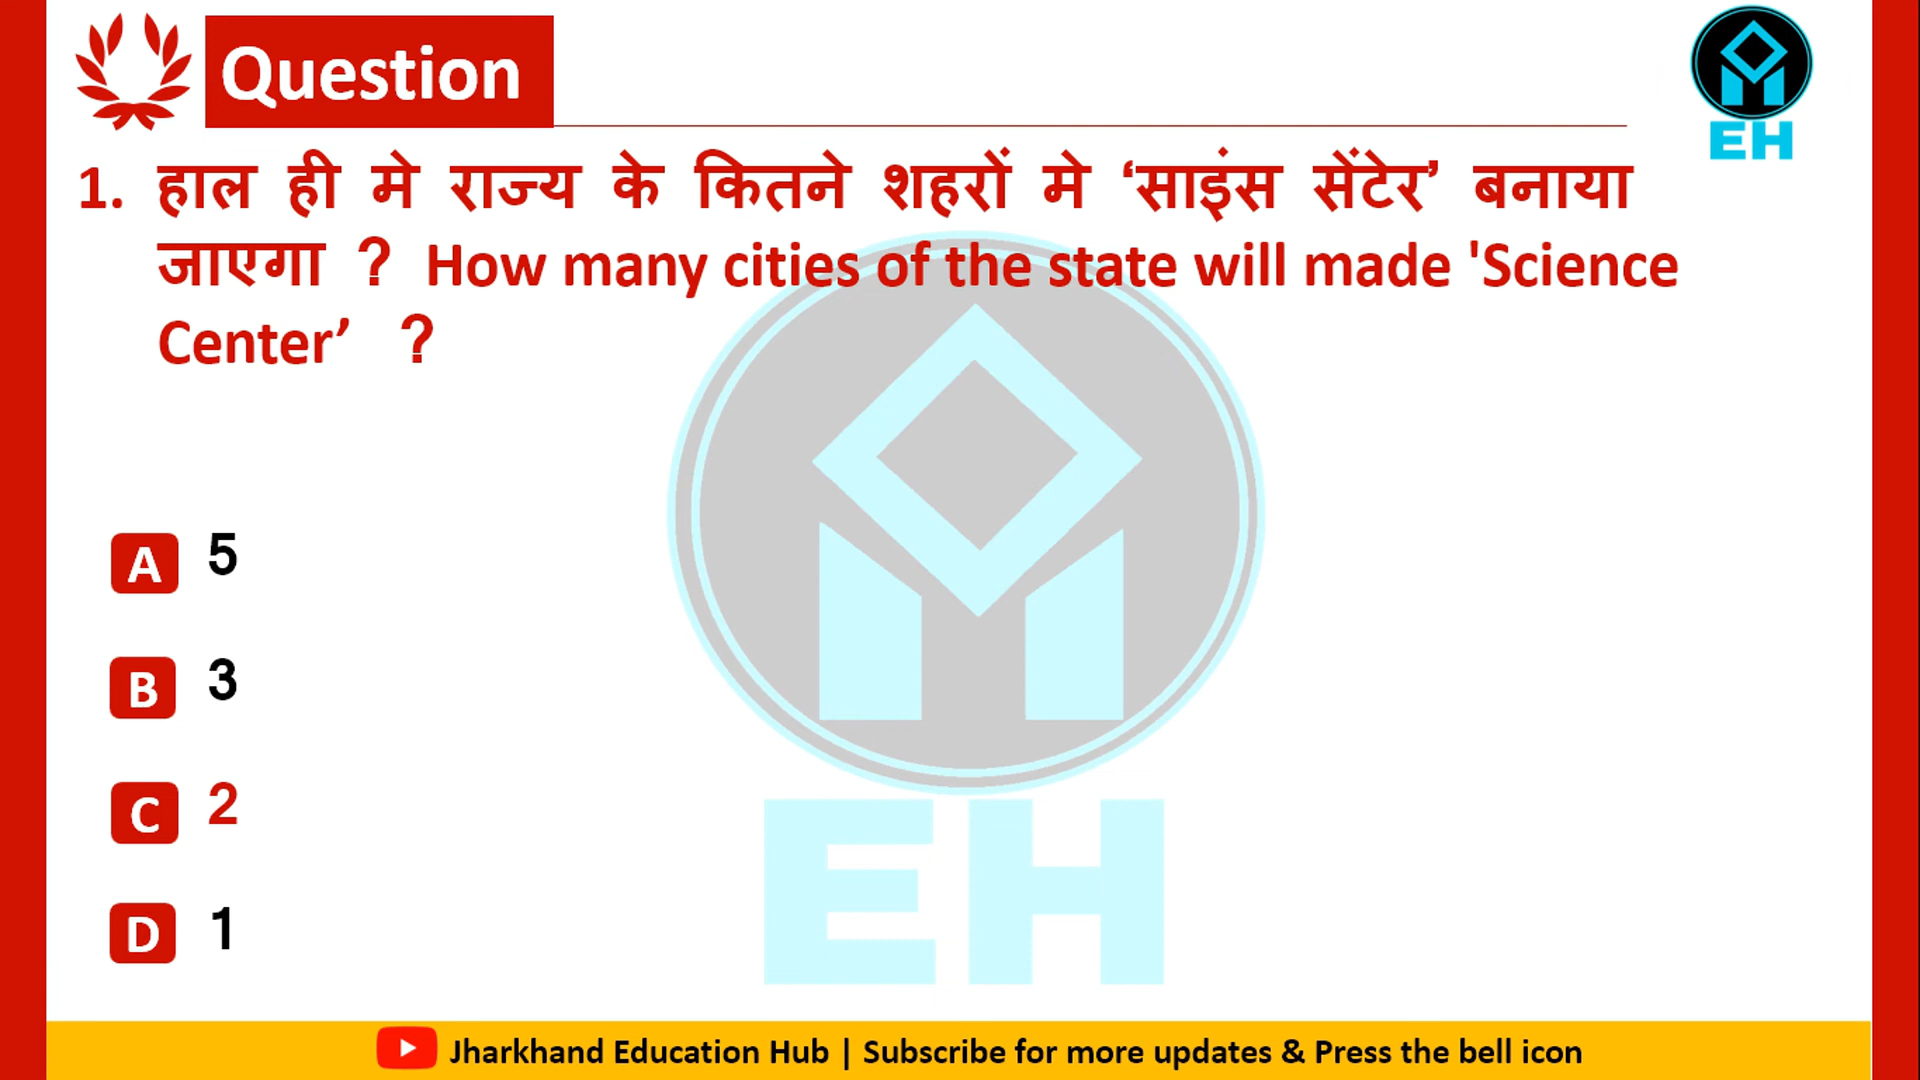 Question
EH
1. हाल ही मे राज्य के कितने शहरों मे ‘साइंस सेंटेर’ बनाया
जाएगा ? How many cities of the state will made 'Science
Center’ ?
A 5
B 3
C 2
D 1
EH
Jharkhand Education Hub | Subscribe for more updates & Press the bell icon